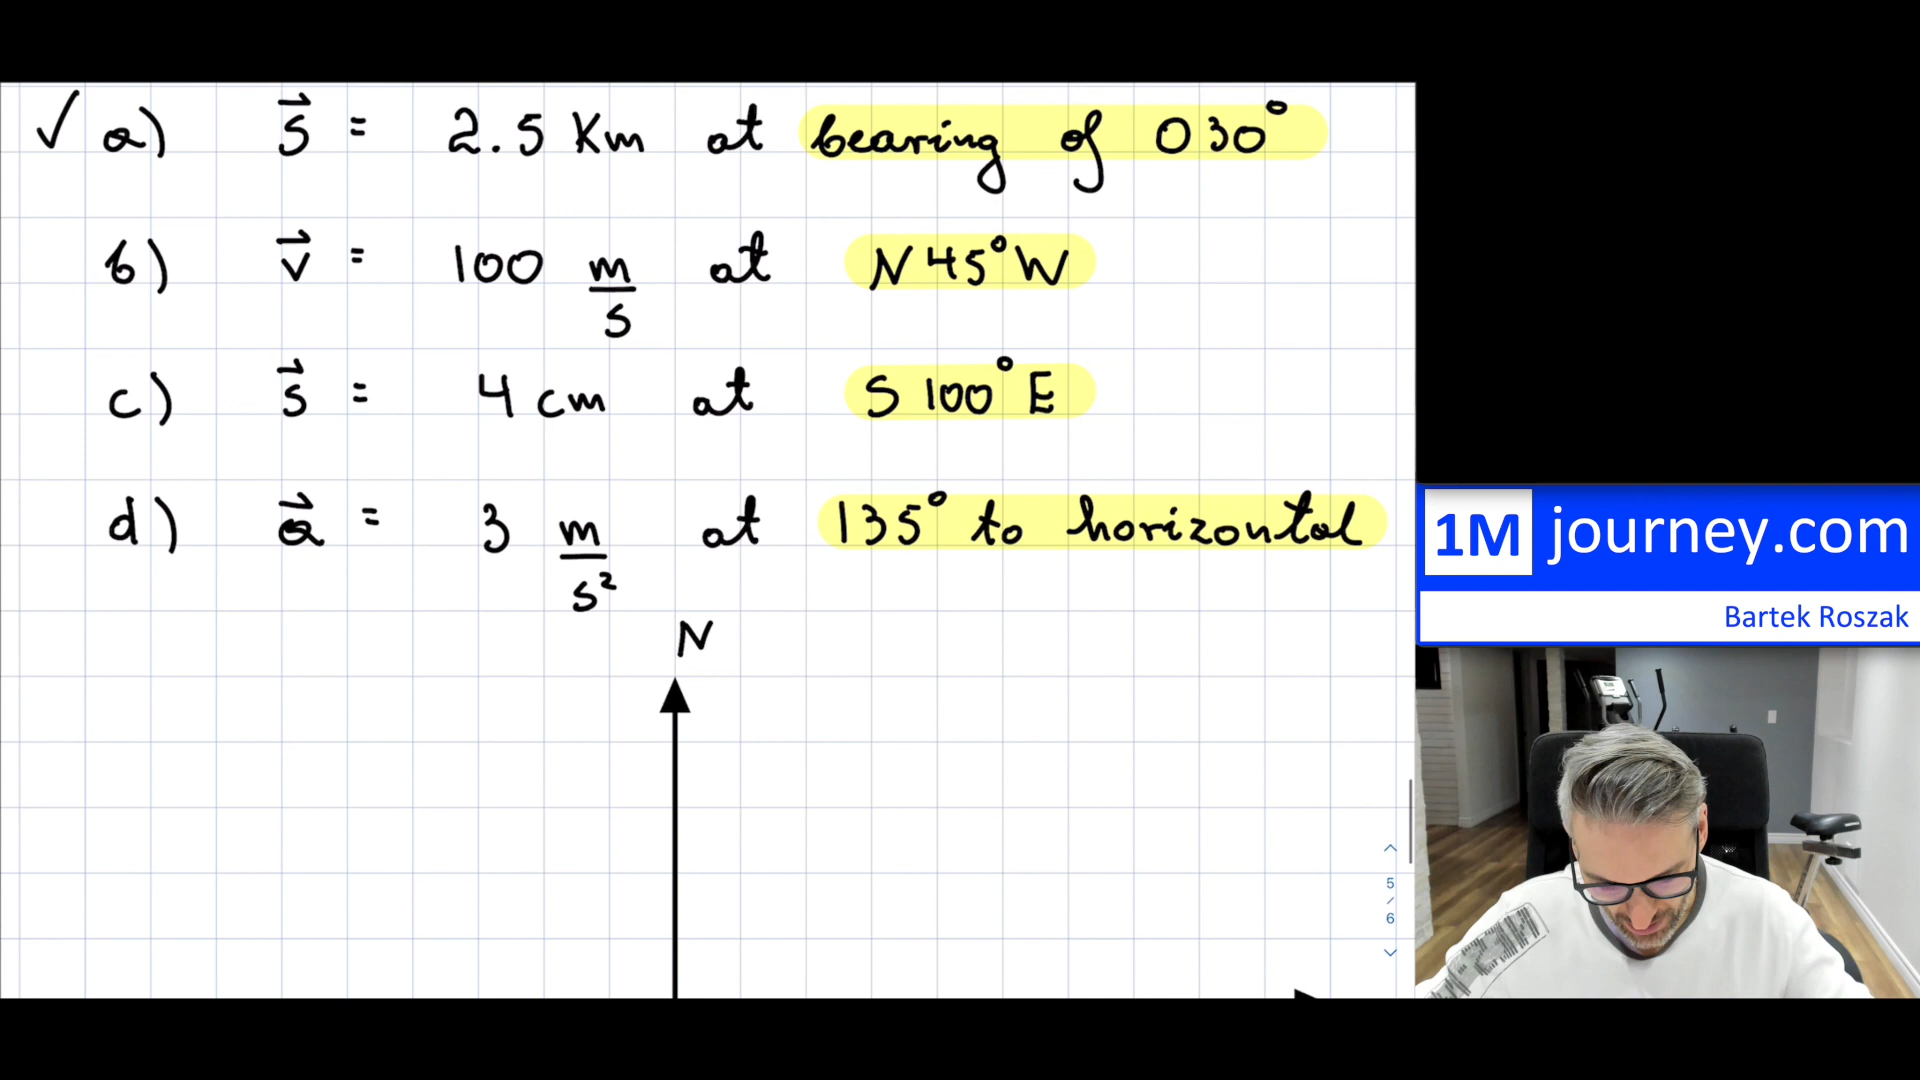 √ a) s⃗ = 2.5 Km at bearing of 030°
b) v⃗ = 100 m/s at N45°W
c) s⃗ = 4 cm at S 100° E
d) a⃗ = 3 m/s² at 135° to horizontal
N
1M journey.com
Bartek Roszak
5
/
6